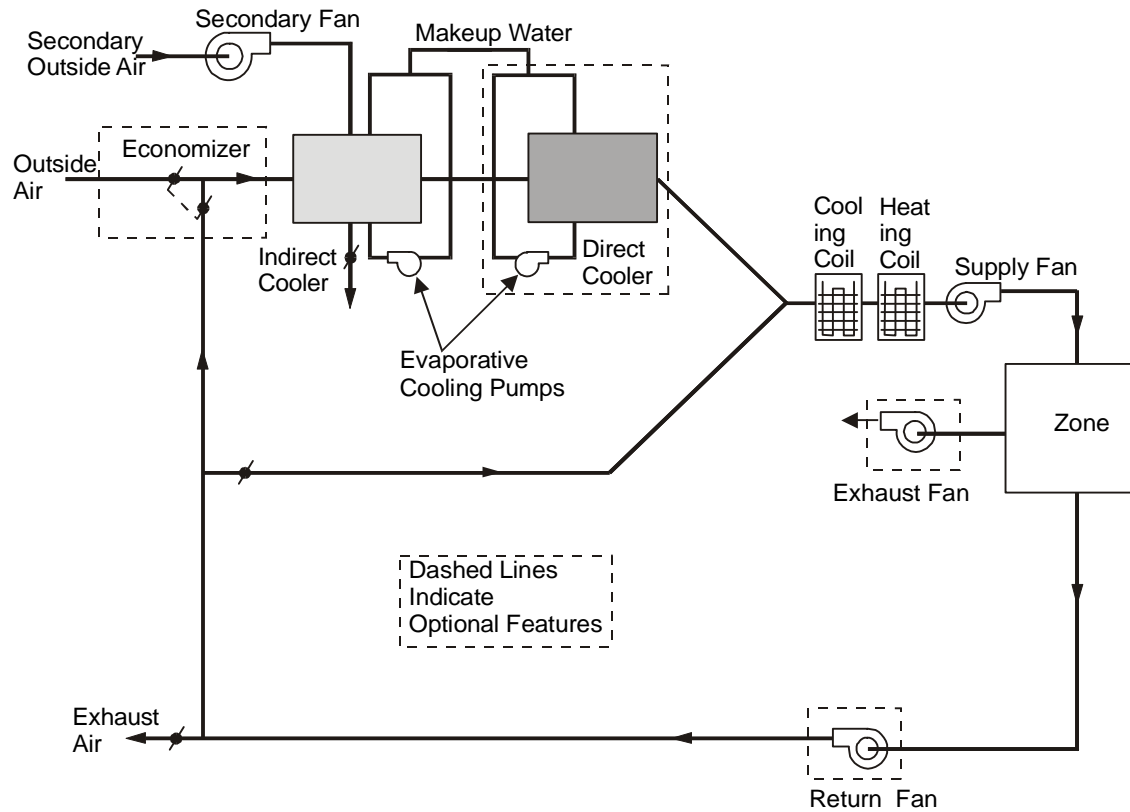 Secondary Fan
Makeup Water
Secondary
Outside Air
Economizer
Outside
Air
Indirect
Cooler
Direct
Cooler
Cool
ing
Coil
Heat
ing
Coil
Supply Fan
Evaporative
Cooling Pumps
Zone
Exhaust Fan
Dashed Lines
Indicate
Optional Features
Exhaust
Air
Return Fan